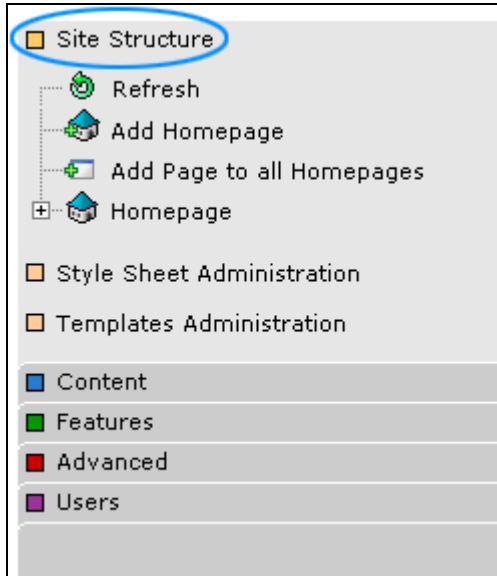 Site Structure
Refresh
Add Homepage
Add Page to all Homepages
Homepage
Style Sheet Administration
Templates Administration
Content
Features
Advanced
Users